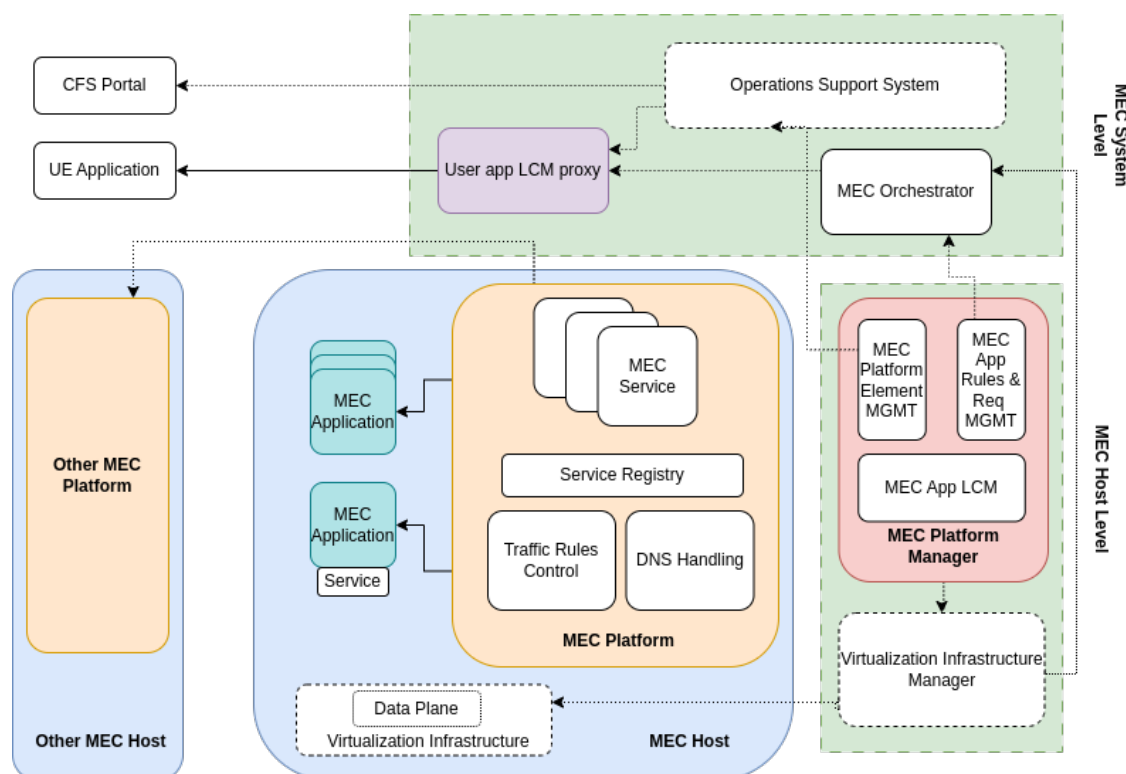 CFS Portal
Operations Support System
UE Application
User app LCM proxy
MEC Orchestrator
MEC System
Level
Other MEC
Platform
Other MEC Host
MEC
Application
MEC
Application
Service
MEC
Service
Service Registry
Traffic Rules
Control
DNS Handling
MEC Platform
Data Plane
Virtualization Infrastructure
MEC Host
MEC
Platform
Element
MGMT
MEC
App
Rules &
Req
MGMT
MEC App LCM
MEC Platform
Manager
Virtualization Infrastructure
Manager
MEC Host Level